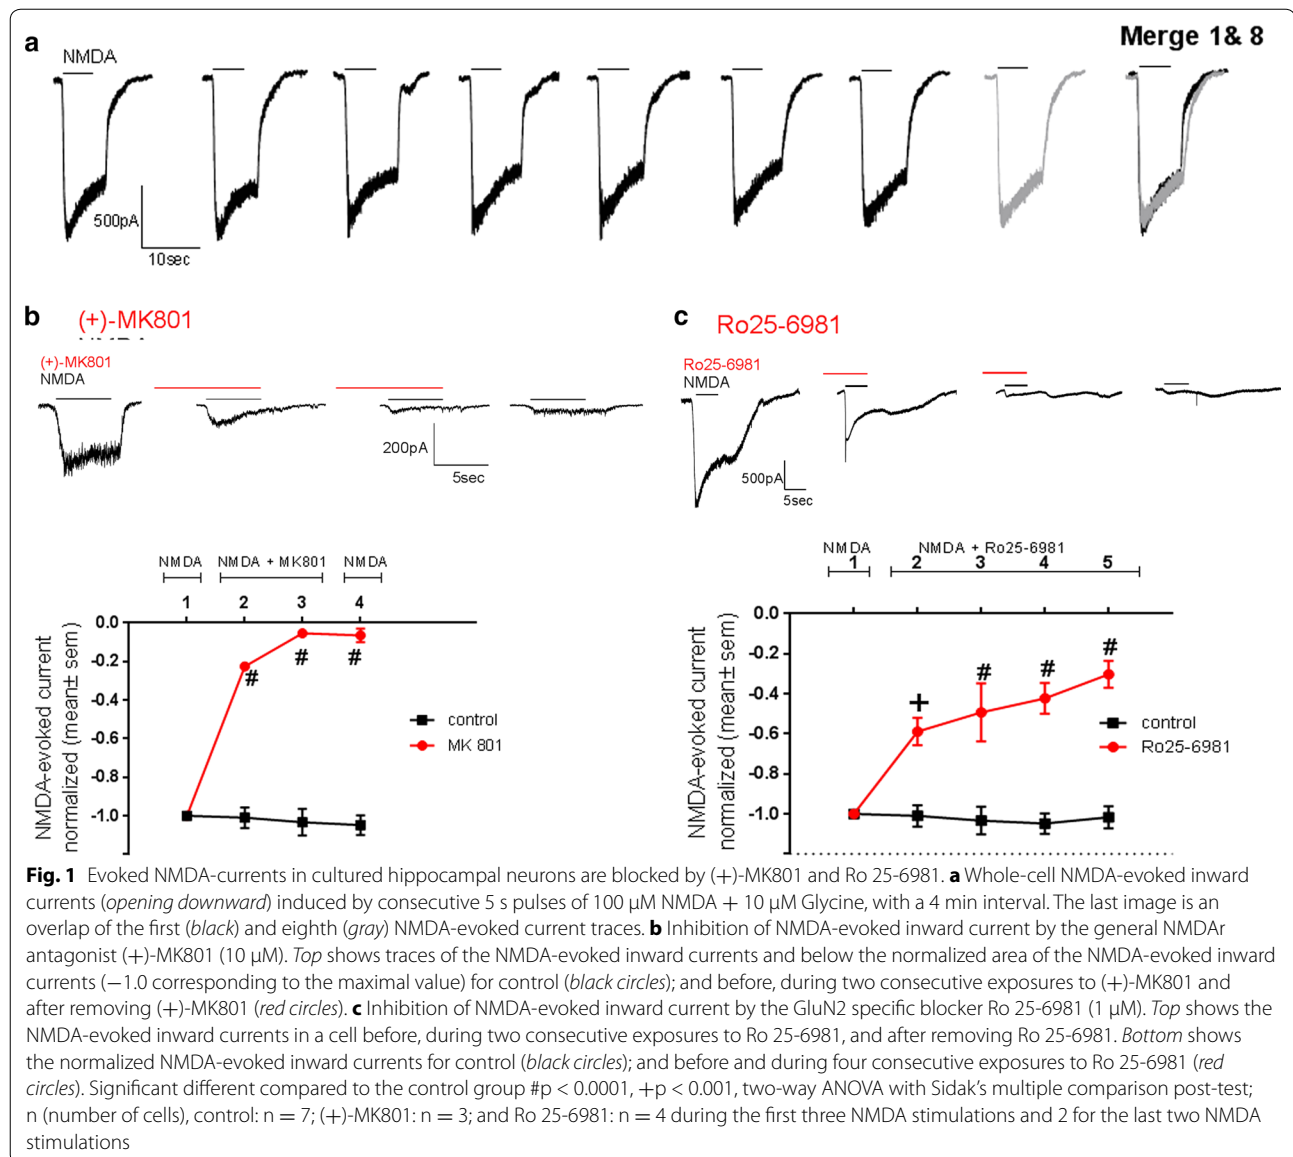 a
Merge 1& 8
NMDA
500pA
10sec
b
(+)-MK801
(+)-MK801
NMDA
200pA
5sec
c
Ro25-6981
Ro25-6981
NMDA
500pA
5sec
NMDA
NMDA + MK801
NMDA
1
2
3
4
0.0
-0.2
-0.4
-0.6
-0.8
-1.0
NMDA-evoked current
normalized (mean± sem)
#
#
#
control
MK 801
NMDA
NMDA + Ro25-6981
1
2
3
4
5
0.0
-0.2
-0.4
-0.6
-0.8
-1.0
NMDA-evoked current
normalized (mean± sem)
+
#
#
#
control
Ro25-6981
Fig. 1 Evoked NMDA-currents in cultured hippocampal neurons are blocked by (+)-MK801 and Ro 25-6981. a Whole-cell NMDA-evoked inward
currents (opening downward) induced by consecutive 5 s pulses of 100 μM NMDA + 10 μM Glycine, with a 4 min interval. The last image is an
overlap of the first (black) and eighth (gray) NMDA-evoked current traces. b Inhibition of NMDA-evoked inward current by the general NMDAr
antagonist (+)-MK801 (10 μM). Top shows traces of the NMDA-evoked inward currents and below the normalized area of the NMDA-evoked inward
currents (−1.0 corresponding to the maximal value) for control (black circles); and before, during two consecutive exposures to (+)-MK801 and
after removing (+)-MK801 (red circles). c Inhibition of NMDA-evoked inward current by the GluN2 specific blocker Ro 25-6981 (1 μM). Top shows the
NMDA-evoked inward currents in a cell before, during two consecutive exposures to Ro 25-6981, and after removing Ro 25-6981. Bottom shows
the normalized NMDA-evoked inward currents for control (black circles); and before and during four consecutive exposures to Ro 25-6981 (red
circles). Significant different compared to the control group #p < 0.0001, +p < 0.001, two-way ANOVA with Sidak's multiple comparison post-test;
n (number of cells), control: n = 7; (+)-MK801: n = 3; and Ro 25-6981: n = 4 during the first three NMDA stimulations and 2 for the last two NMDA
stimulations